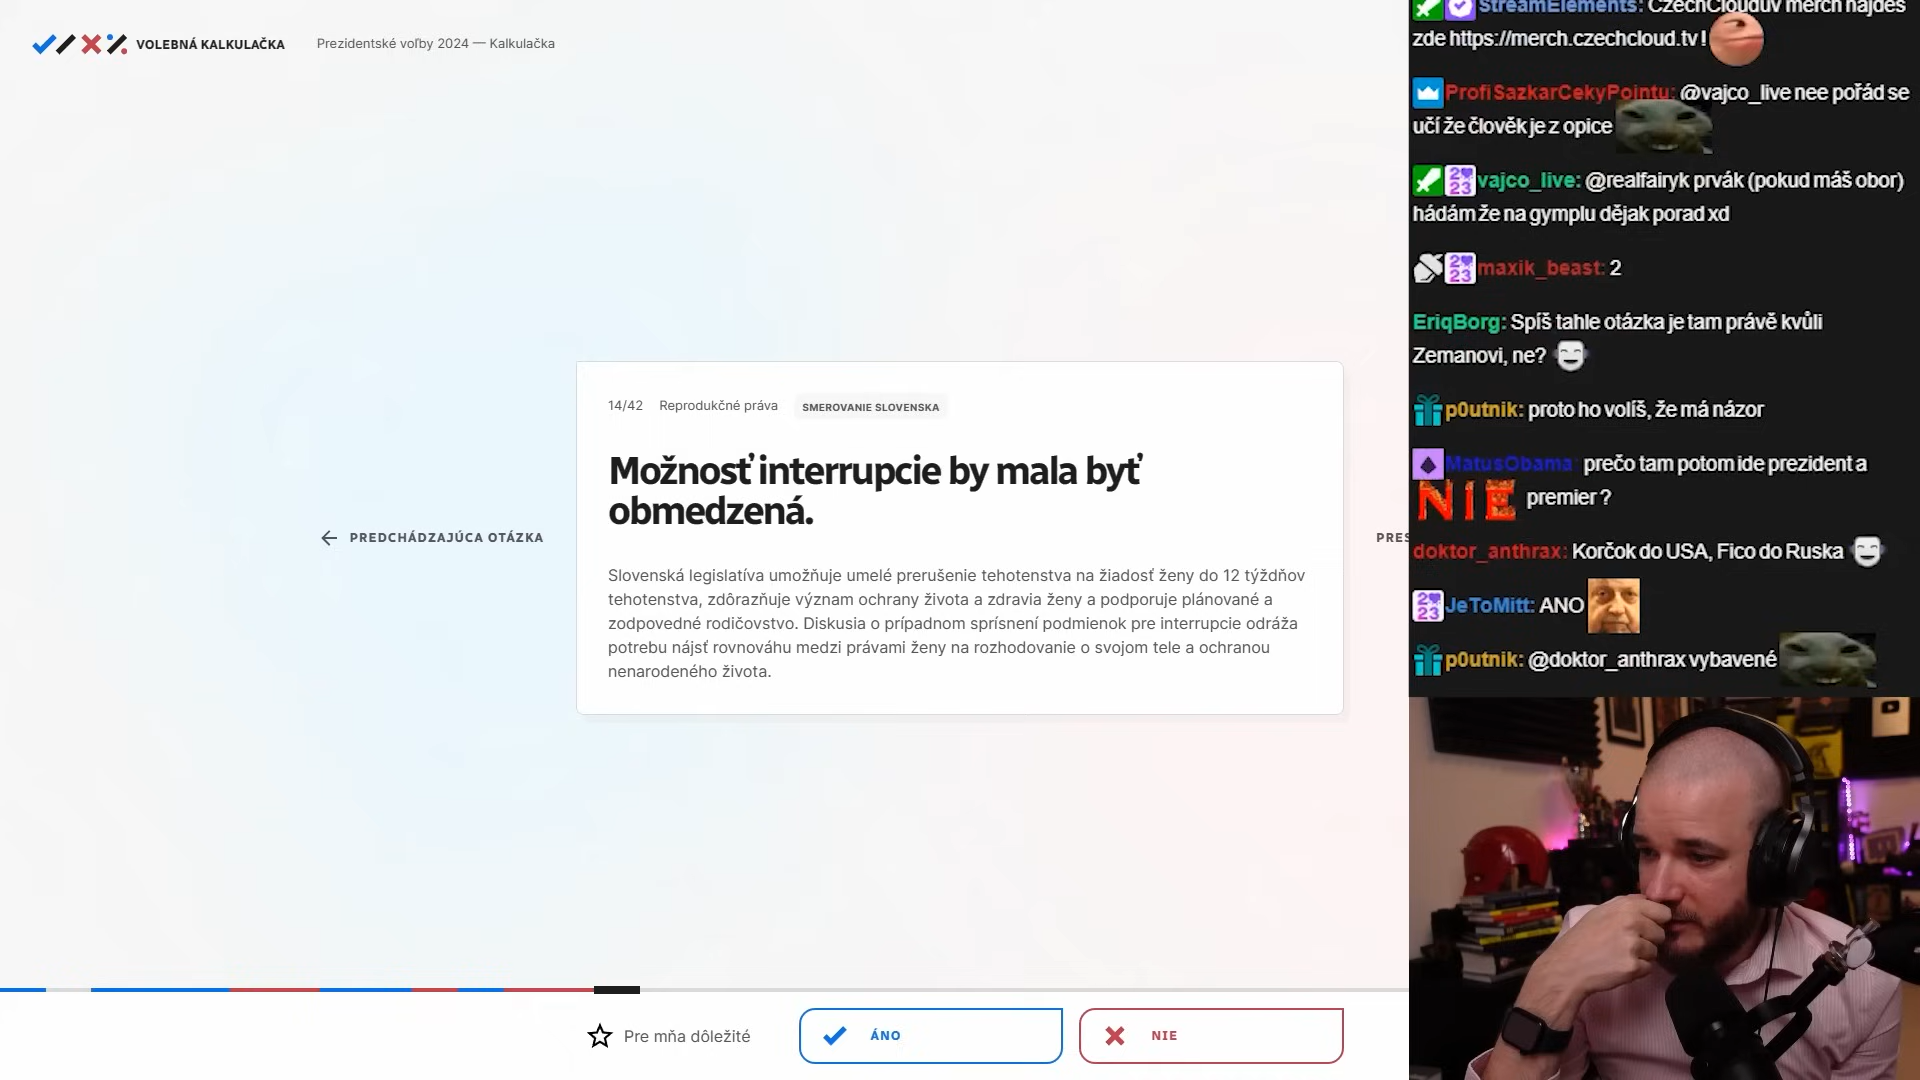 VOLEBNÁ KALKULAČKA
Prezidentské voľby 2024 — Kalkulačka
14/42 Reprodukčné práva SMEROVANIE SLOVENSKA
Možnosť interrupcie by mala byť
obmedzená.
Slovenská legislatíva umožňuje umelé prerušenie tehotenstva na žiadosť ženy do 12 týždňov
tehotenstva, zdôrazňuje význam ochrany života a zdravia ženy a podporuje plánované a
zodpovedné rodičovstvo. Diskusia o prípadnom sprísnení podmienok pre interrupcie odráža
potrebu nájsť rovnováhu medzi právami ženy na rozhodovanie o svojom tele a ochranou
nenarodeného života.
PREDCHÁDZAJÚCA OTÁZKA
PRES
Pre mňa dôležité
ÁNO
NIE
StreamElements: CzechCloudův merch najdeš
zde https://merch.czechcloud.tv !
ProfiSazkarCekyPointu: @vajco_live nee pořád se
učí že člověk je z opice
vajco_live: @realfairyk prvák (pokud máš obor)
hádám že na gymplu dějak porad xd
maxik_beast: 2
EriqBorg: Spíš tahle otázka je tam právě kvůli
Zemanovi, ne?
p0utnik: proto ho volíš, že má názor
MatusObama: prečo tam potom ide prezident a
NIE premier ?
doktor_anthrax: Korčok do USA, Fico do Ruska
JeToMitt: ANO
p0utnik: @doktor_anthrax vybavené